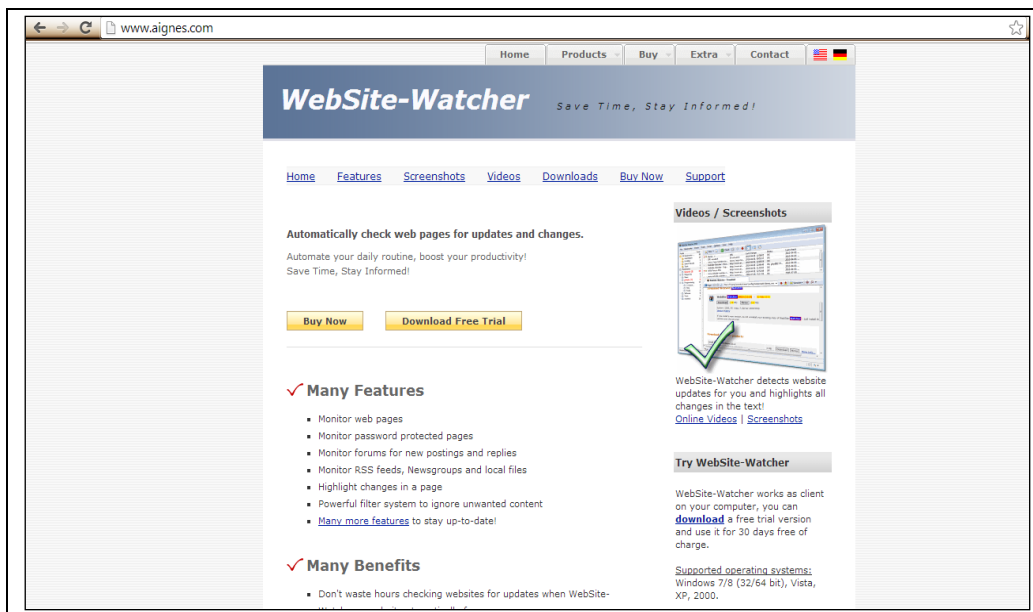 www.aignes.com
Home Products Buy Extra Contact
WebSite-Watcher Save Time, Stay Informed!
Home Features Screenshots Videos Downloads Buy Now Support
Automatically check web pages for updates and changes.
Automate your daily routine, boost your productivity!
Save Time, Stay Informed!
Buy Now Download Free Trial
Many Features
Monitor web pages
Monitor password protected pages
Monitor forums for new postings and replies
Monitor RSS feeds, Newsgroups and local files
Highlight changes in a page
Powerful filter system to ignore unwanted content
Many more features to stay up-to-date!
Many Benefits
Don't waste hours checking websites for updates when WebSite-
Videos / Screenshots
WebSite-Watcher detects website
updates for you and highlights all
changes in the text!
Online Videos | Screenshots
Try WebSite-Watcher
WebSite-Watcher works as client
on your computer, you can
download a free trial version
and use it for 30 days free of
charge.
Supported operating systems:
Windows 7/8 (32/64 bit), Vista,
XP, 2000.